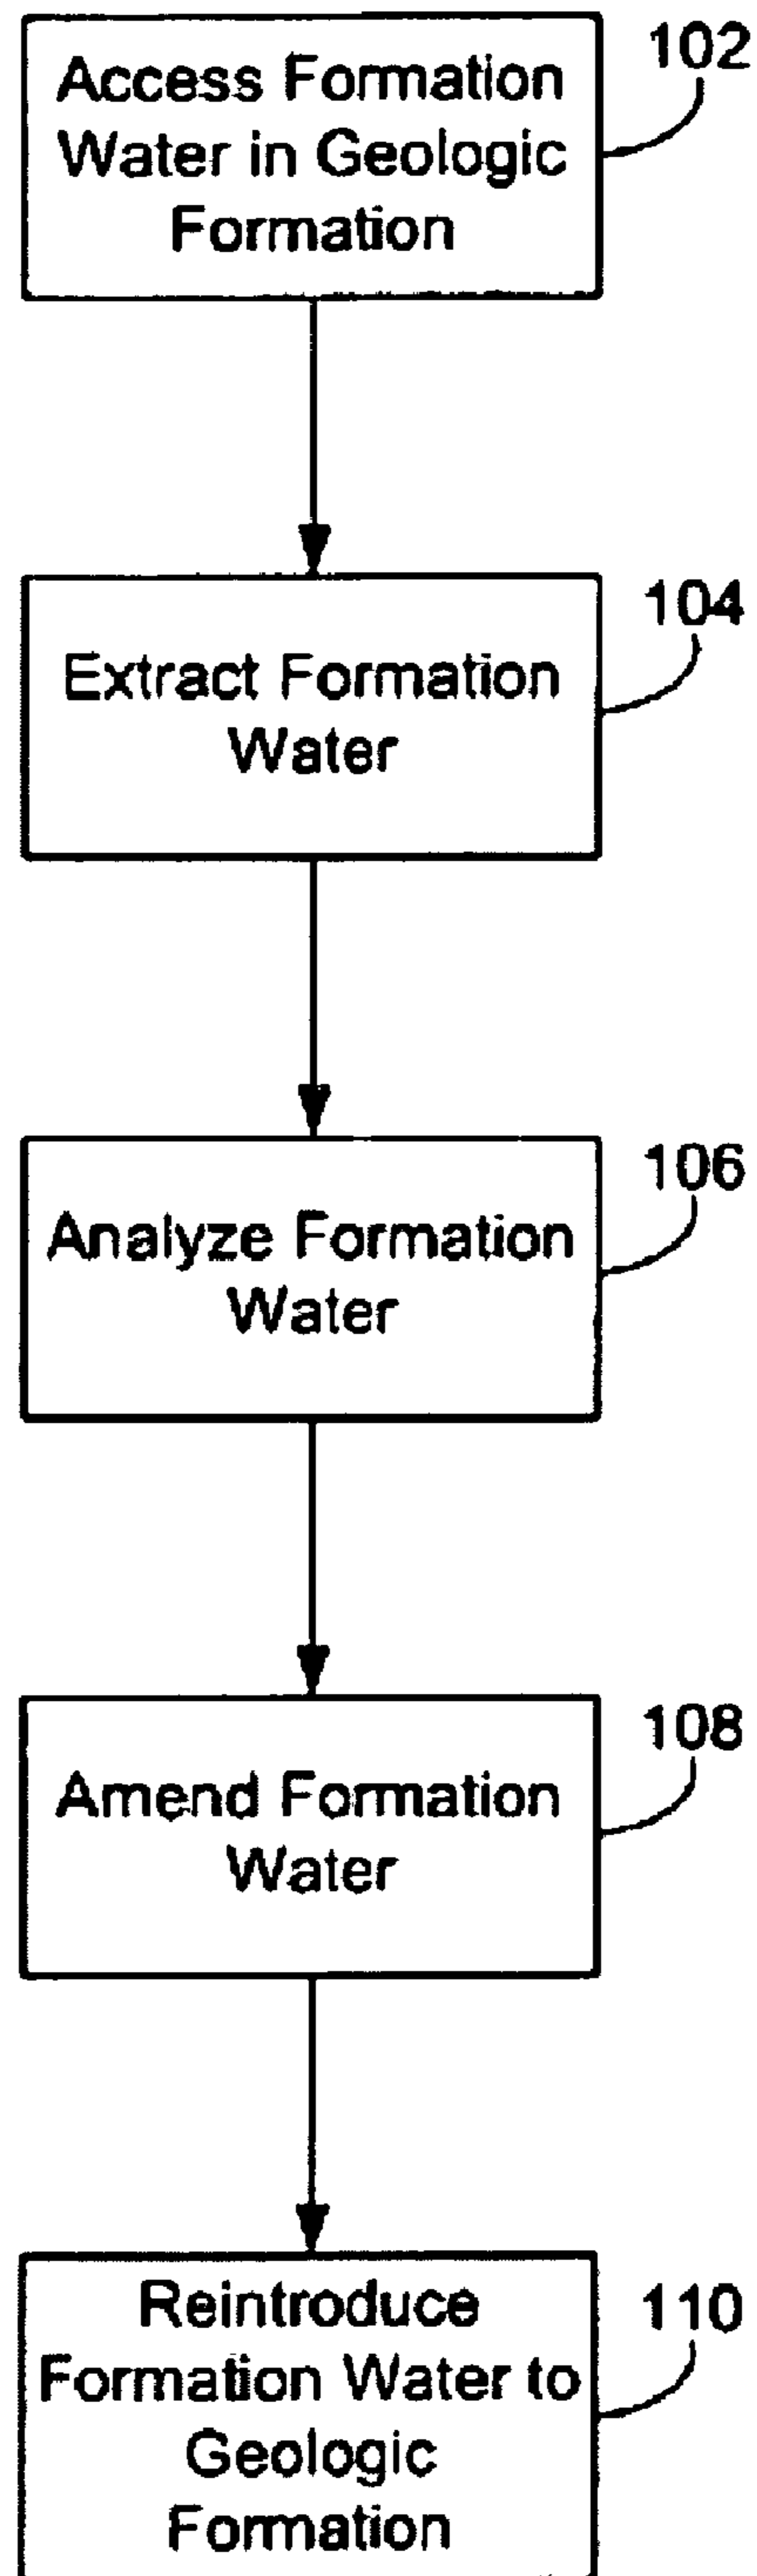 Access Formation
Water in Geologic
Formation
102
Extract Formation
Water
104
Analyze Formation
Water
106
Amend Formation
Water
108
Reintroduce
Formation Water to
Geologic
Formation
110